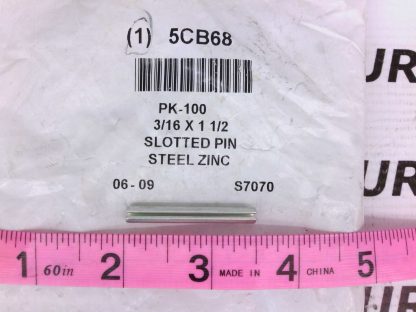 (1) 5CB68
PK-100
3/16 X 1 1/2
SLOTTED PIN
STEEL ZINC
06-09 S7070
1 60in 2 3 MADE IN 4 CHINA 5
UR
UR